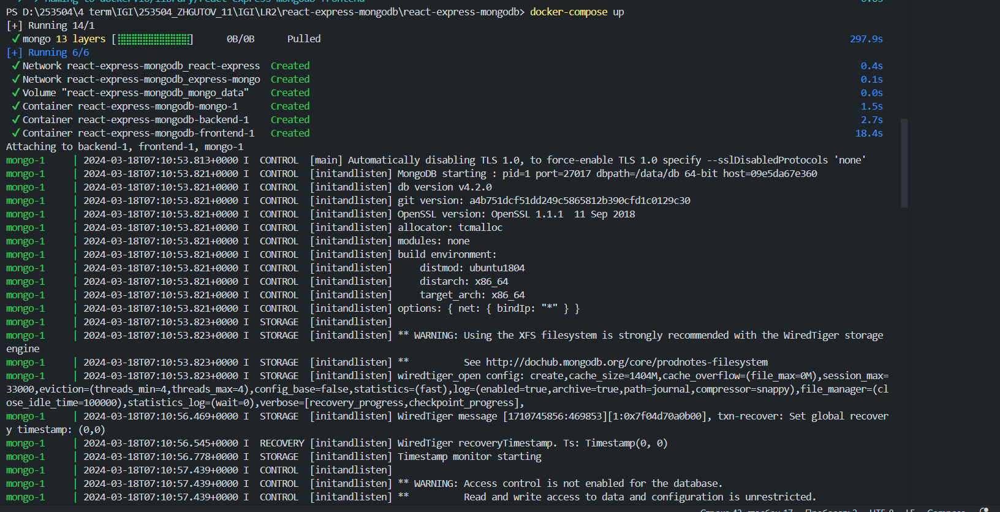 naming to docker.io/library/react-express-mongodb-frontend 0.0s
PS D:\253504\4 term\IGI\253504_ZHGUTOV_11\IGI\LR2\react-express-mongodb\react-express-mongodb> docker-compose up
[+] Running 14/1
✓ mongo 13 layers [⣿⣿⣿⣿⣿⣿⣿⣿⣿⣿⣿⣿⣿] 0B/0B Pulled 297.9s
[+] Running 6/6
✓ Network react-express-mongodb_react-express Created 0.4s
✓ Network react-express-mongodb_express-mongo Created 0.1s
✓ Volume "react-express-mongodb_mongo_data" Created 0.0s
✓ Container react-express-mongodb-mongo-1 Created 1.5s
✓ Container react-express-mongodb-backend-1 Created 2.7s
✓ Container react-express-mongodb-frontend-1 Created 18.4s
Attaching to backend-1, frontend-1, mongo-1
mongo-1 | 2024-03-18T07:10:53.813+0000 I CONTROL [main] Automatically disabling TLS 1.0, to force-enable TLS 1.0 specify --sslDisabledProtocols 'none'
mongo-1 | 2024-03-18T07:10:53.821+0000 I CONTROL [initandlisten] MongoDB starting : pid=1 port=27017 dbpath=/data/db 64-bit host=09e5da67e360
mongo-1 | 2024-03-18T07:10:53.821+0000 I CONTROL [initandlisten] db version v4.2.0
mongo-1 | 2024-03-18T07:10:53.821+0000 I CONTROL [initandlisten] git version: a4b751dcf51dd249c5865812b390cfd1c0129c30
mongo-1 | 2024-03-18T07:10:53.821+0000 I CONTROL [initandlisten] OpenSSL version: OpenSSL 1.1.1 11 Sep 2018
mongo-1 | 2024-03-18T07:10:53.821+0000 I CONTROL [initandlisten] allocator: tcmalloc
mongo-1 | 2024-03-18T07:10:53.821+0000 I CONTROL [initandlisten] modules: none
mongo-1 | 2024-03-18T07:10:53.821+0000 I CONTROL [initandlisten] build environment:
mongo-1 | 2024-03-18T07:10:53.821+0000 I CONTROL [initandlisten] distmod: ubuntu1804
mongo-1 | 2024-03-18T07:10:53.821+0000 I CONTROL [initandlisten] distarch: x86_64
mongo-1 | 2024-03-18T07:10:53.821+0000 I CONTROL [initandlisten] target_arch: x86_64
mongo-1 | 2024-03-18T07:10:53.821+0000 I CONTROL [initandlisten] options: { net: { bindIp: "*" } }
mongo-1 | 2024-03-18T07:10:53.823+0000 I STORAGE [initandlisten]
mongo-1 | 2024-03-18T07:10:53.823+0000 I STORAGE [initandlisten] ** WARNING: Using the XFS filesystem is strongly recommended with the WiredTiger storage
engine
mongo-1 | 2024-03-18T07:10:53.823+0000 I STORAGE [initandlisten] ** See http://dochub.mongodb.org/core/prodnotes-filesystem
mongo-1 | 2024-03-18T07:10:53.823+0000 I STORAGE [initandlisten] wiredtiger_open config: create,cache_size=1404M,cache_overflow=(file_max=0M),session_max=
33000,eviction=(threads_min=4,threads_max=4),config_base=false,statistics=(fast),log=(enabled=true,archive=true,path=journal,compressor=snappy),file_manager=(cl
ose_idle_time=100000),statistics_log=(wait=0),verbose=[recovery_progress,checkpoint_progress],
mongo-1 | 2024-03-18T07:10:56.469+0000 I STORAGE [initandlisten] WiredTiger message [1710745856:469853][1:0x7f04d70a0b00], txn-recover: Set global recover
y timestamp: (0,0)
mongo-1 | 2024-03-18T07:10:56.545+0000 I RECOVERY [initandlisten] WiredTiger recoveryTimestamp. Ts: Timestamp(0, 0)
mongo-1 | 2024-03-18T07:10:56.778+0000 I STORAGE [initandlisten] Timestamp monitor starting
mongo-1 | 2024-03-18T07:10:57.439+0000 I CONTROL [initandlisten]
mongo-1 | 2024-03-18T07:10:57.439+0000 I CONTROL [initandlisten] ** WARNING: Access control is not enabled for the database.
mongo-1 | 2024-03-18T07:10:57.439+0000 I CONTROL [initandlisten] ** Read and write access to data and configuration is unrestricted.